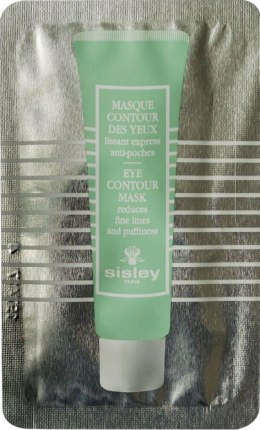 MASQUE
CONTOUR
DES YEUX
lissant express
anti-poches
EYE
CONTOUR
MASK
reduces
fine lines
and puffiness
sisley
PARIS